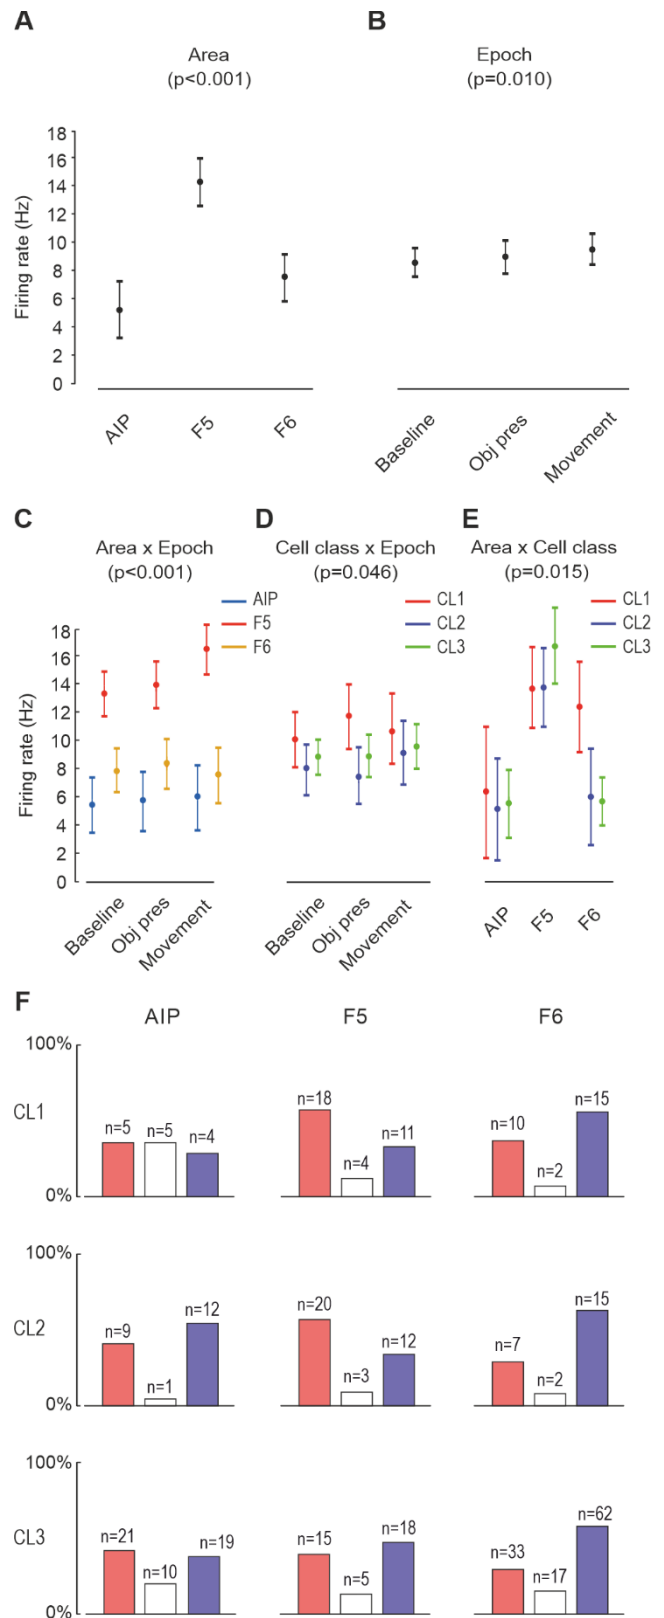 A
B
Area
(p<0.001)
Epoch
(p=0.010)
Firing rate (Hz)
18
16
14
12
10
8
6
4
2
0
AIP
F5
F6
Baseline
Obj pres
Movement
C
D
E
Area x Epoch
(p<0.001)
Cell class x Epoch
(p=0.046)
Area x Cell class
(p=0.015)
AIP
F5
F6
CL1
CL2
CL3
CL1
CL2
CL3
Firing rate (Hz)
18
16
14
12
10
8
6
4
2
0
Baseline
Obj pres
Movement
Baseline
Obj pres
Movement
AIP
F5
F6
F
AIP
F5
F6
100%
CL1
0%
n=5
n=5
n=4
n=18
n=4
n=11
n=10
n=2
n=15
100%
CL2
0%
n=9
n=1
n=12
n=20
n=3
n=12
n=7
n=2
n=15
100%
CL3
0%
n=21
n=10
n=19
n=15
n=5
n=18
n=33
n=17
n=62